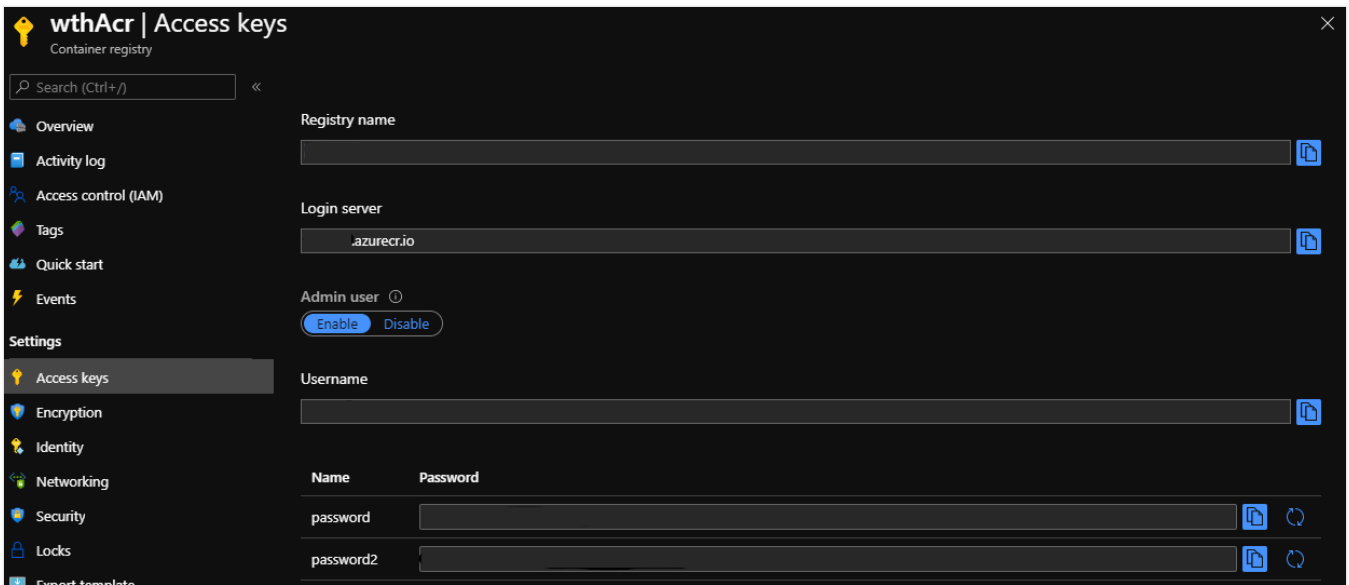 wthAcr | Access keys
Container registry
Search (Ctrl+/)
«
Overview
Activity log
Access control (IAM)
Tags
Quick start
Events
Settings
Access keys
Encryption
Identity
Networking
Security
Locks
Export template
Registry name
Login server
.azurecr.io
Admin user
Enable Disable
Username
Name Password
password
password2